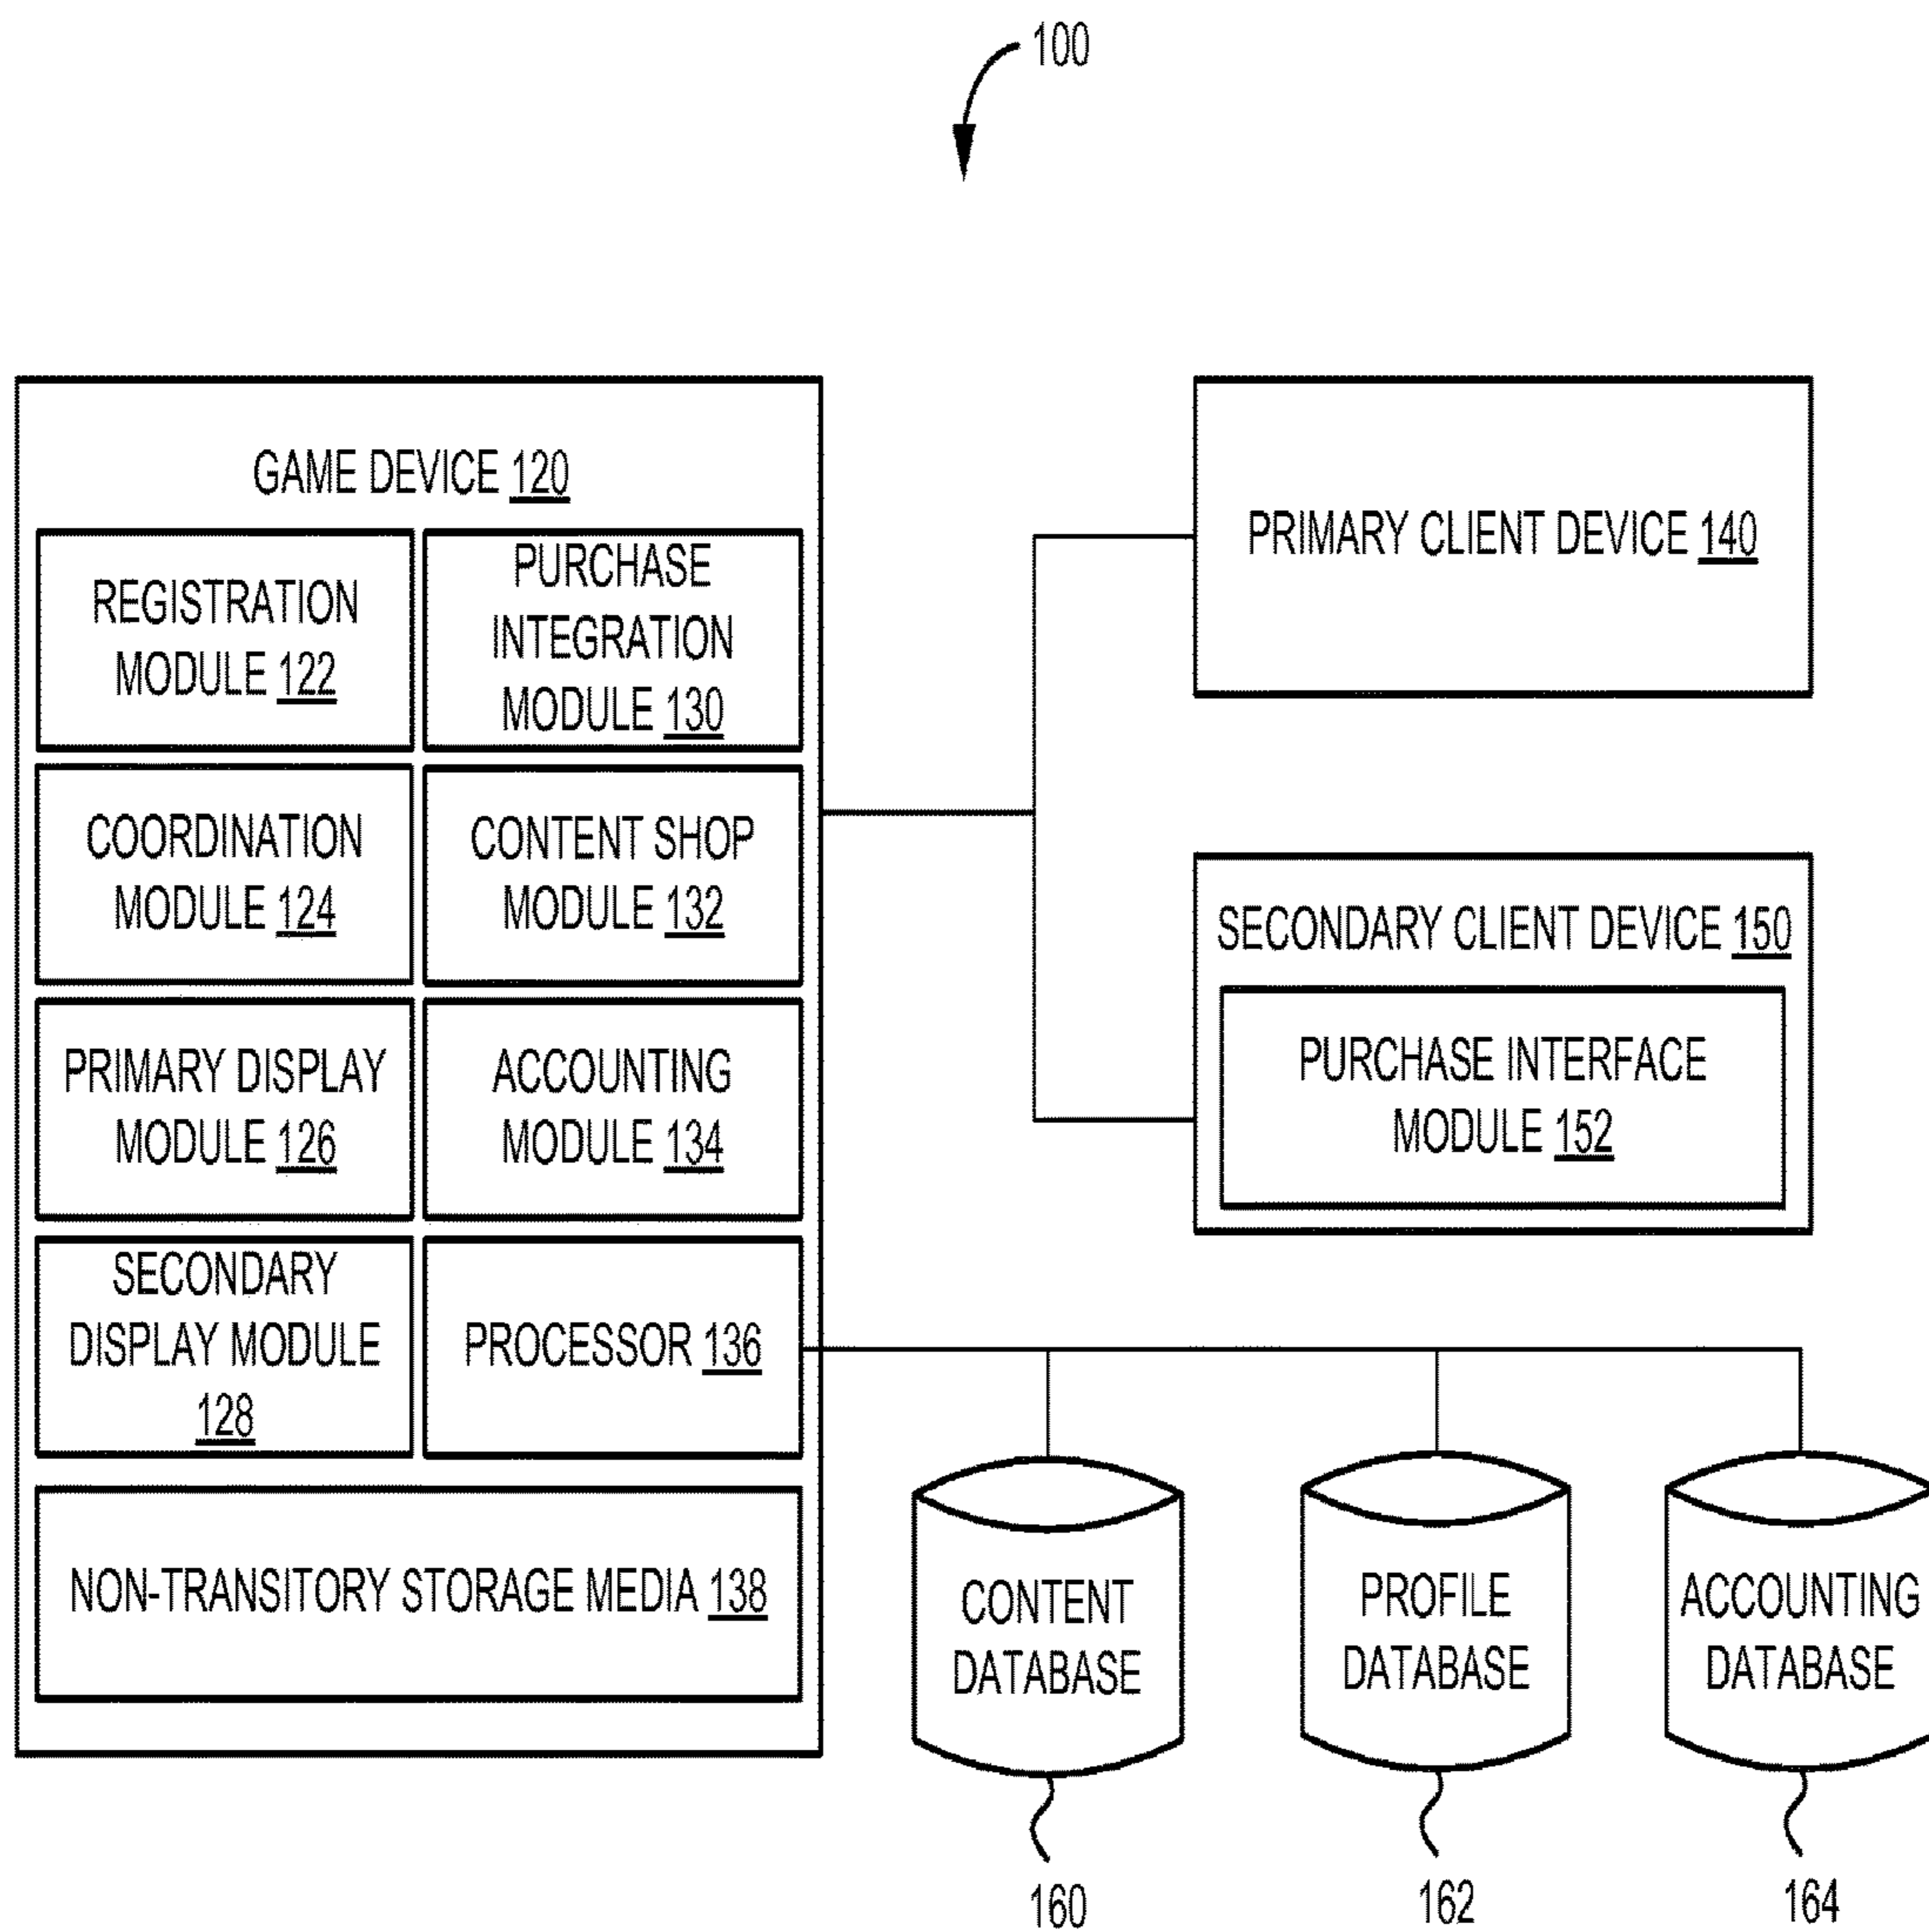 100
GAME DEVICE 120
REGISTRATION
MODULE 122
PURCHASE
INTEGRATION
MODULE 130
COORDINATION
MODULE 124
CONTENT SHOP
MODULE 132
PRIMARY DISPLAY
MODULE 126
ACCOUNTING
MODULE 134
SECONDARY
DISPLAY MODULE
128
PROCESSOR 136
NON-TRANSITORY STORAGE MEDIA 138
PRIMARY CLIENT DEVICE 140
SECONDARY CLIENT DEVICE 150
PURCHASE INTERFACE
MODULE 152
CONTENT
DATABASE
160
PROFILE
DATABASE
162
ACCOUNTING
DATABASE
164